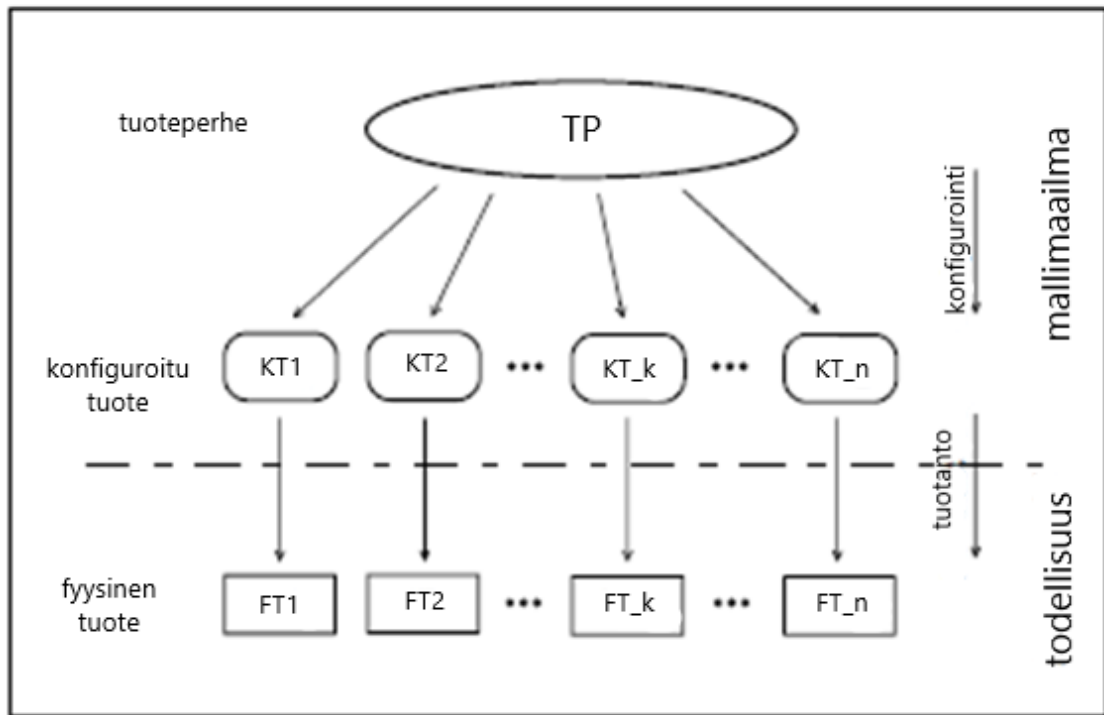 tuoteperhe
TP
konfigurointi
mallimaailma
konfiguroitu
tuote
KT1
KT2
•••
KT_k
•••
KT_n
tuotanto
fyysinen
tuote
FT1
FT2
•••
FT_k
•••
FT_n
todellisuus